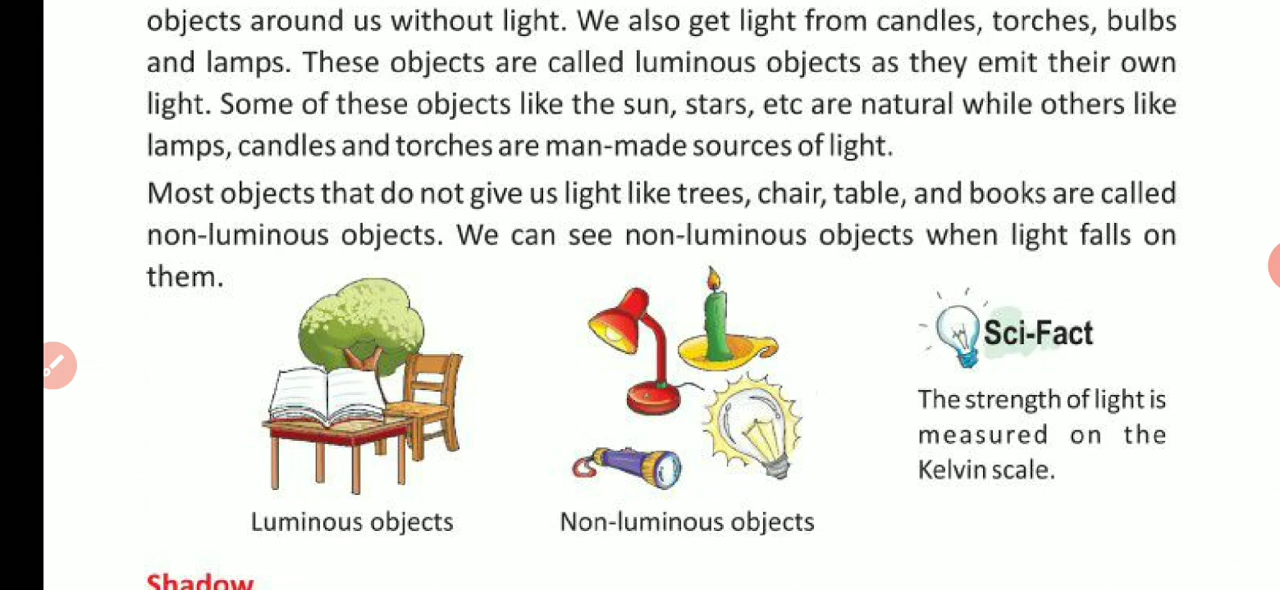 objects around us without light. We also get light from candles, torches, bulbs
and lamps. These objects are called luminous objects as they emit their own
light. Some of these objects like the sun, stars, etc are natural while others like
lamps, candles and torches are man-made sources of light.
Most objects that do not give us light like trees, chair, table, and books are called
non-luminous objects. We can see non-luminous objects when light falls on
them.
Luminous objects
Non-luminous objects
Sci-Fact
The strength of light is
measured on the
Kelvin scale.
Shadow